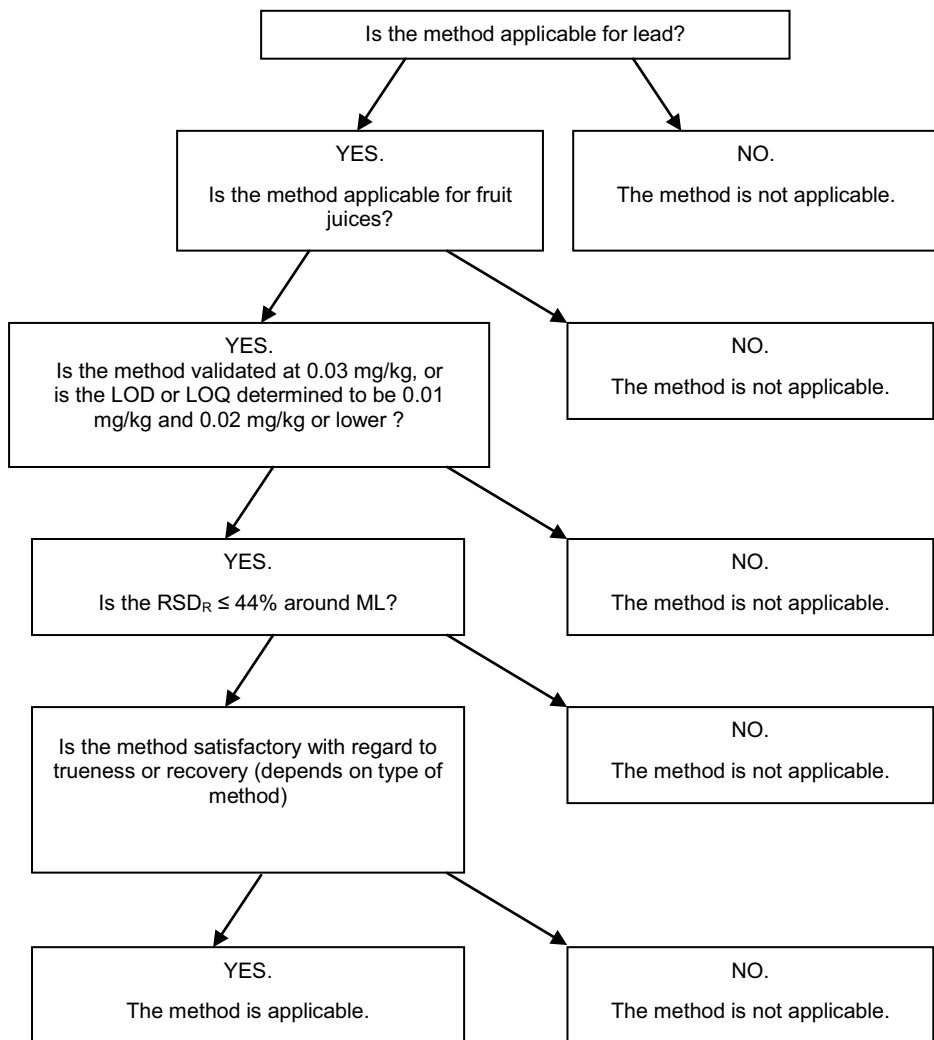 Is the method applicable for lead?
YES.
Is the method applicable for fruit
juices?
NO.
The method is not applicable.
YES.
Is the method validated at 0.03 mg/kg, or
is the LOD or LOQ determined to be 0.01
mg/kg and 0.02 mg/kg or lower ?
NO.
The method is not applicable.
YES.
Is the RSDR ≤ 44% around ML?
NO.
The method is not applicable.
Is the method satisfactory with regard to
trueness or recovery (depends on type of
method)
NO.
The method is not applicable.
YES.
The method is applicable.
NO.
The method is not applicable.